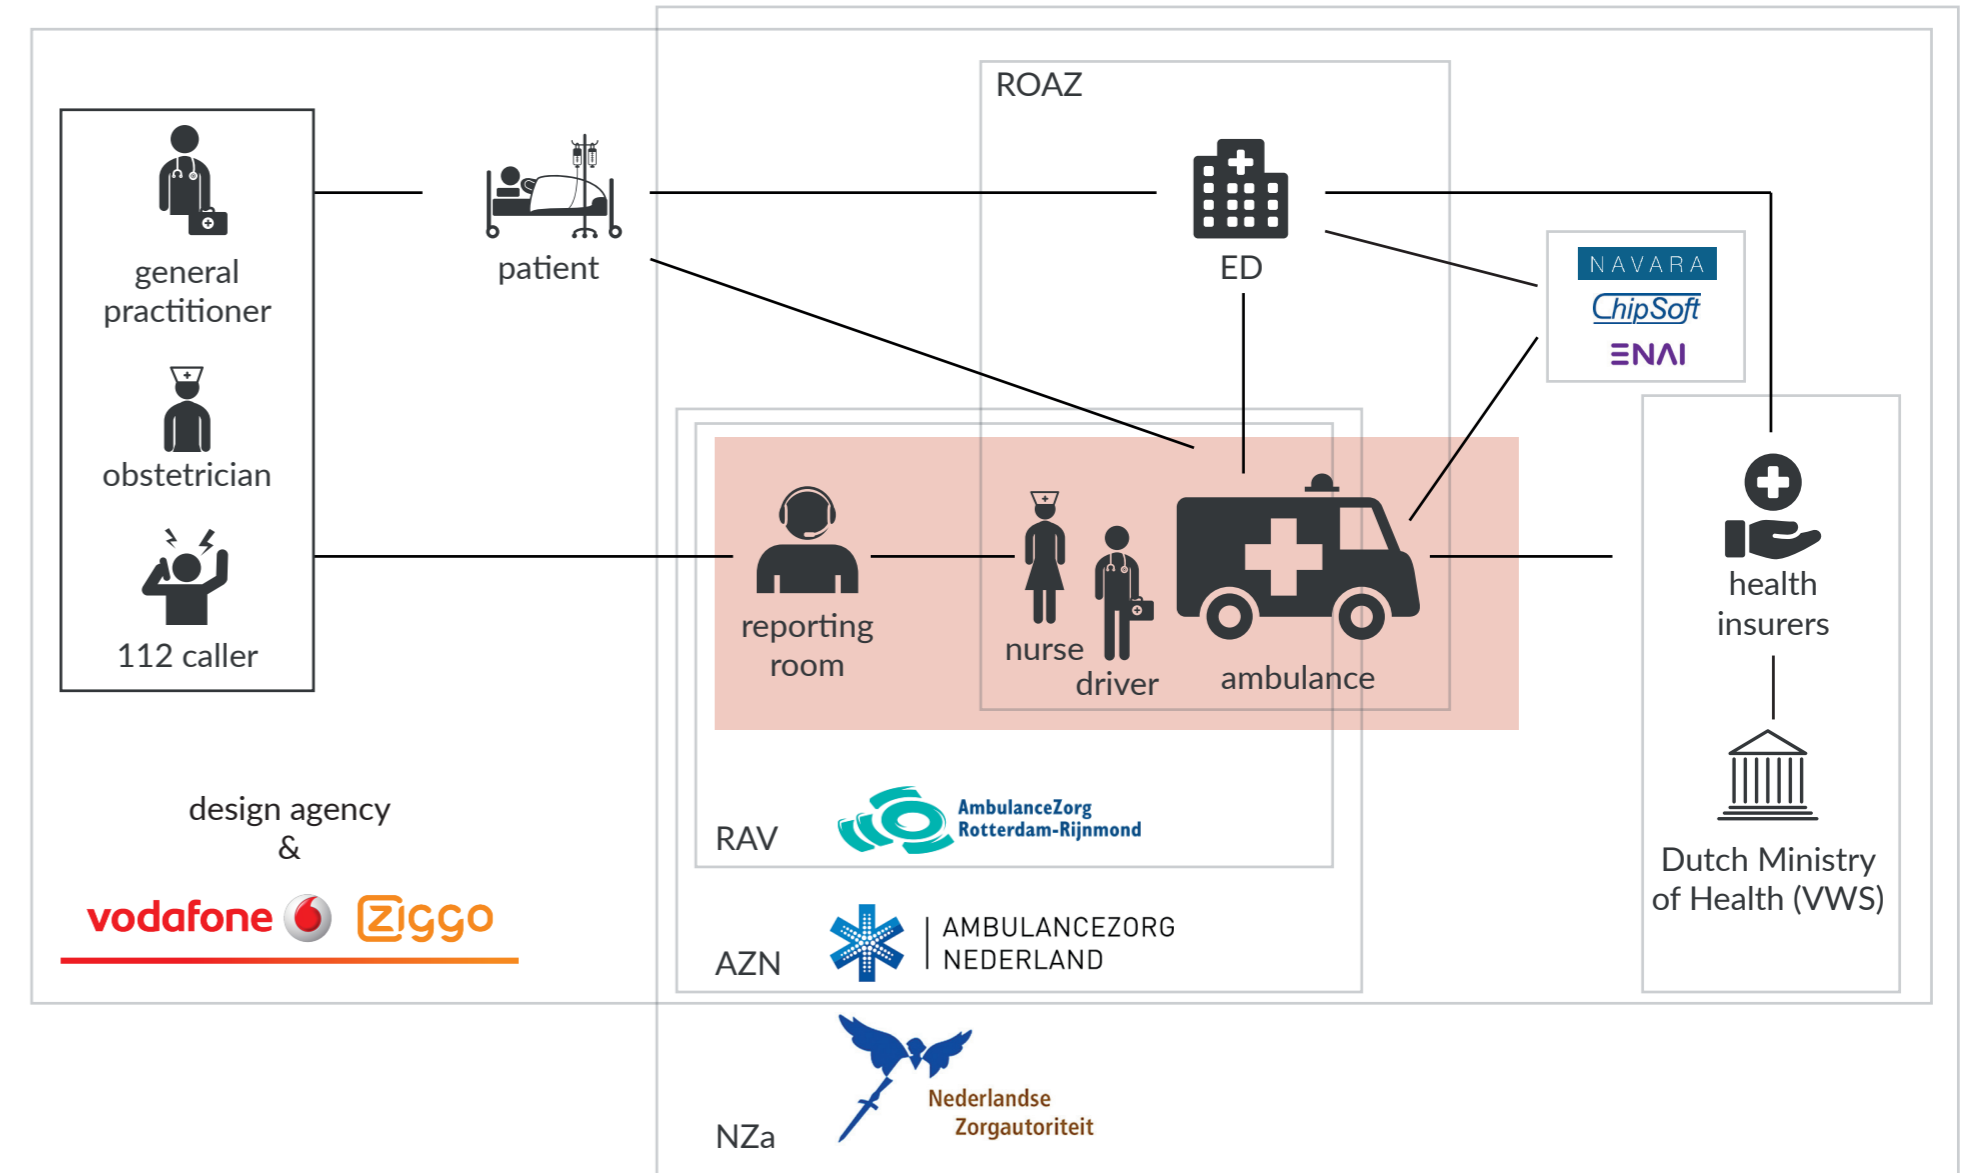 ROAZ
general
practitioner
obstetrician
112 caller
patient
ED
NAVARA
ChipSoft
ENAI
reporting
room
nurse
driver
ambulance
health
insurers
Dutch Ministry
of Health (VWS)
design agency
&
vodafone
ziggo
RAV
AmbulanceZorg
Rotterdam-Rijnmond
AZN
AMBULANCEZORG
NEDERLAND
NZa
Nederlandse
Zorgautoriteit